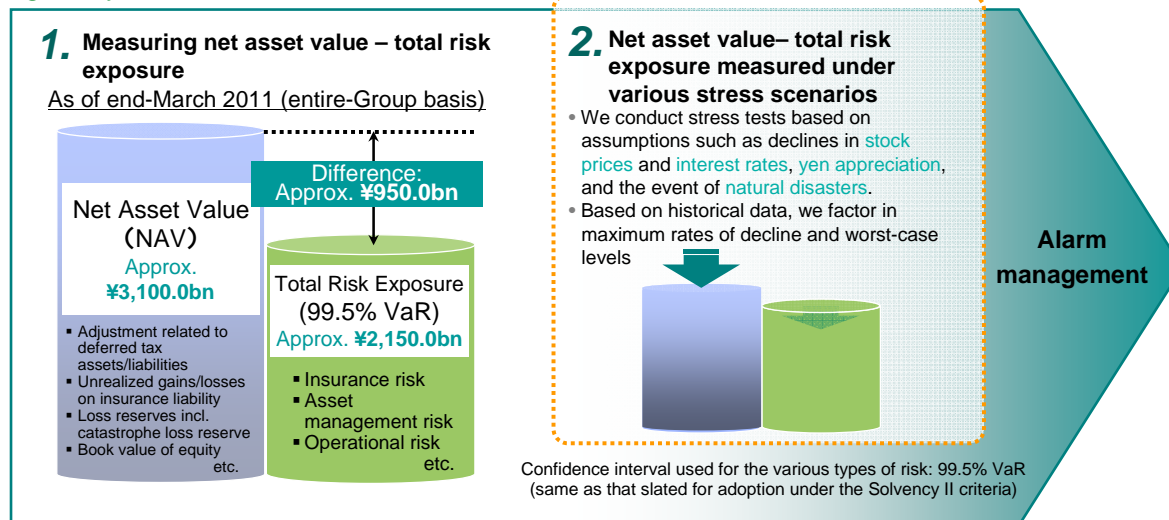 1. Measuring net asset value – total risk
exposure
As of end-March 2011 (entire-Group basis)
Difference:
Approx. ¥950.0bn
Net Asset Value
(NAV)
Approx.
¥3,100.0bn
▪ Adjustment related to
deferred tax
assets/liabilities
▪ Unrealized gains/losses
on insurance liability
▪ Loss reserves incl.
catastrophe loss reserve
▪ Book value of equity
etc.
Total Risk Exposure
(99.5% VaR)
Approx. ¥2,150.0bn
▪ Insurance risk
▪ Asset
management risk
▪ Operational risk
etc.
2. Net asset value– total risk
exposure measured under
various stress scenarios
• We conduct stress tests based on
assumptions such as declines in stock
prices and interest rates, yen appreciation,
and the event of natural disasters.
• Based on historical data, we factor in
maximum rates of decline and worst-case
levels
Confidence interval used for the various types of risk: 99.5% VaR
(same as that slated for adoption under the Solvency II criteria)
Alarm
management